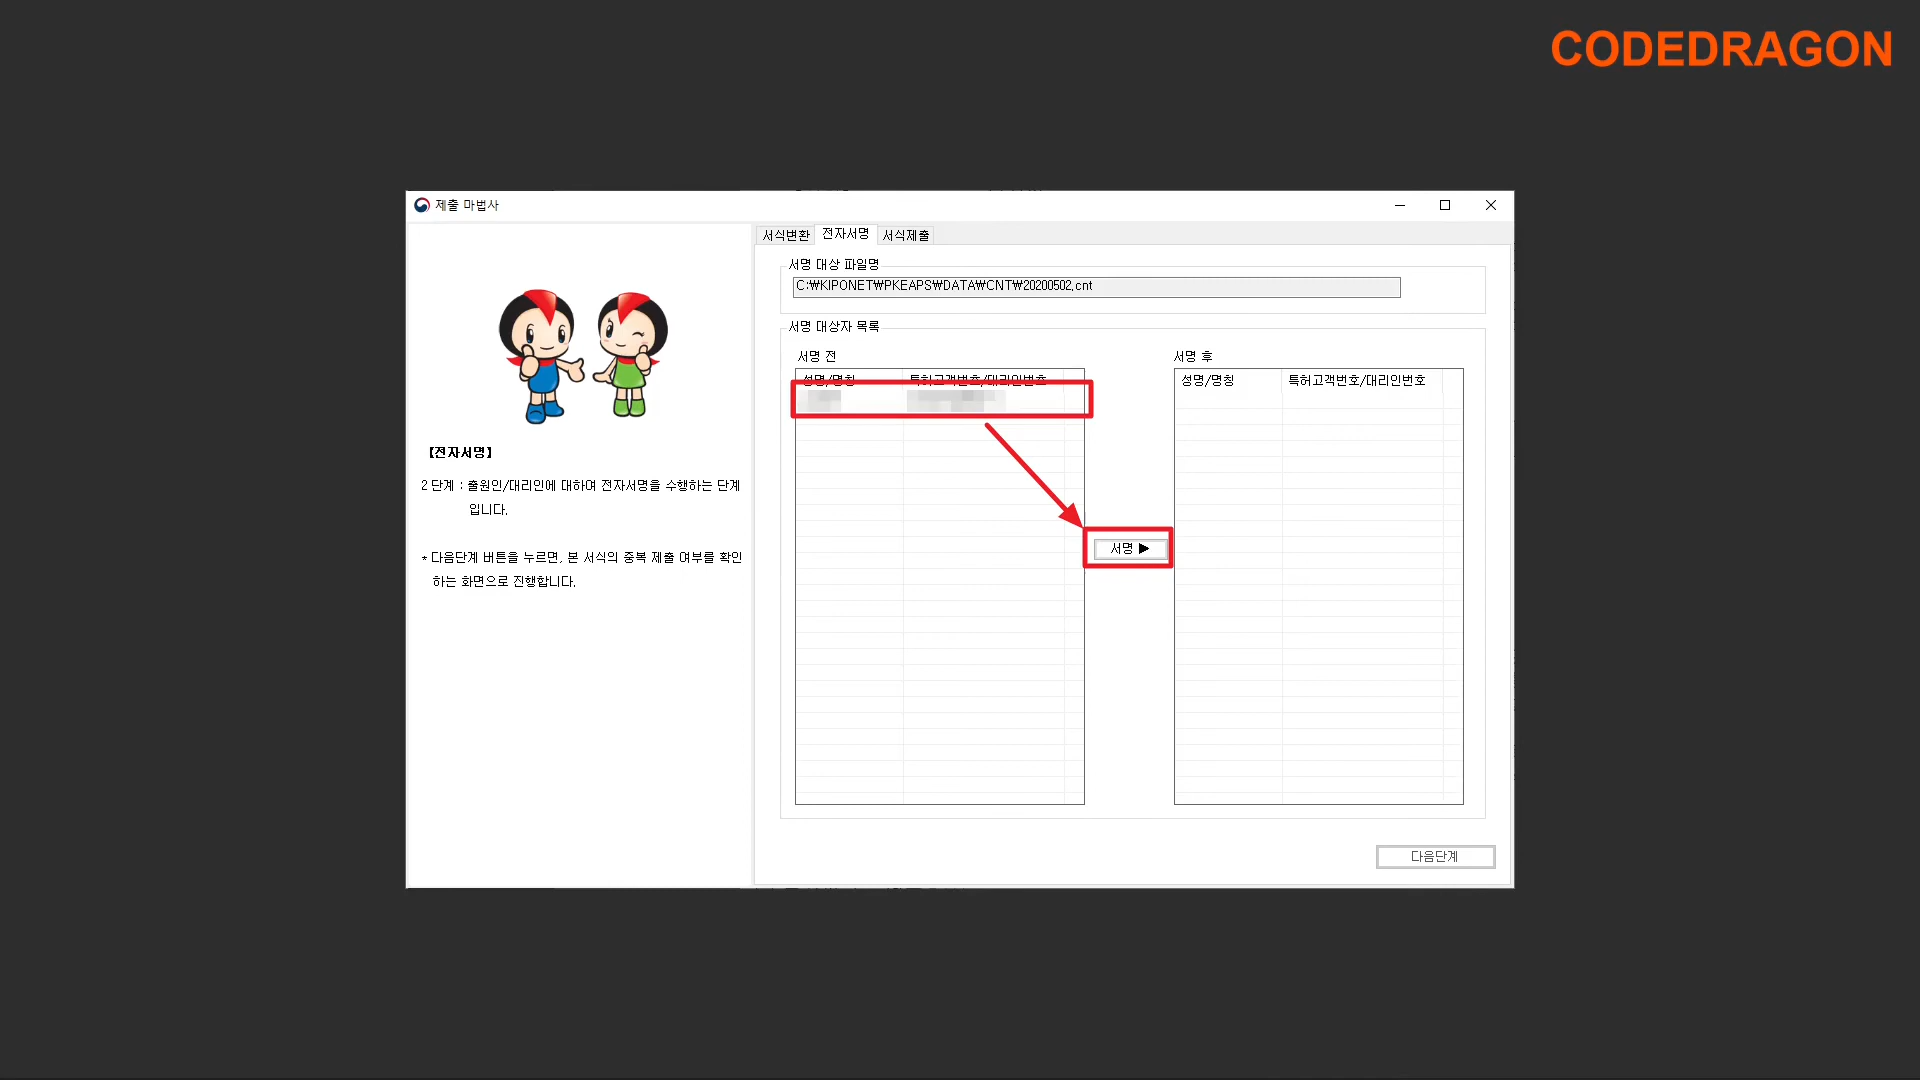 CODEDRAGON
제출 마법사
서식변환 전자서명 서식제출
서명 대상 파일명
C:₩KIPONET₩PKEAPS₩DATA₩CNT₩20200502.cnt
서명 대상자 목록
서명 전
성명/명칭 특허고객번호/대리인번호
서명 ▶
서명 후
성명/명칭 특허고객번호/대리인번호
【전자서명】
2 단계 : 출원인/대리인에 대하여 전자서명을 수행하는 단계
입니다.
* 다음단계 버튼을 누르면, 본 서식의 중복 제출 여부를 확인
하는 화면으로 진행합니다.
다음단계